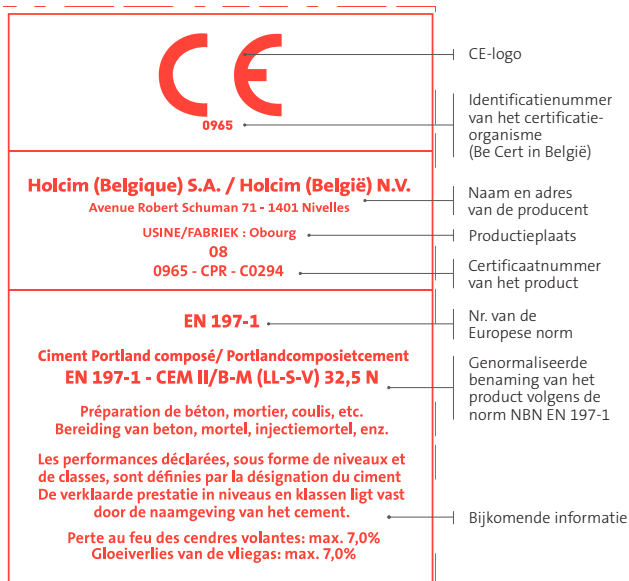 CE
CE-logo
0965
Identificatienummer
van het certificatie-
organisme
(Be Cert in België)
Holcim (Belgique) S.A. / Holcim (België) N.V.
Avenue Robert Schuman 71 - 1401 Nivelles
Naam en adres
van de producent
USINE/FABRIEK : Obourg
Productieplaats
08
0965 - CPR - C0294
Certificaatnummer
van het product
EN 197-1
Nr. van de
Europese norm
Ciment Portland composé/ Portlandcomposietcement
EN 197-1 - CEM II/B-M (LL-S-V) 32,5 N
Genormaliseerde
benaming van het
product volgens de
norm NBN EN 197-1
Préparation de béton, mortier, coulis, etc.
Bereiding van beton, mortel, injectiemortel, enz.
Les performances déclarées, sous forme de niveaux et
de classes, sont définies par la désignation du ciment
De verklaarde prestatie in niveaus en klassen ligt vast
door de naamgeving van het cement.
Bijkomende informatie
Perte au feu des cendres volantes: max. 7,0%
Gloeiverlies van de vliegas: max. 7,0%